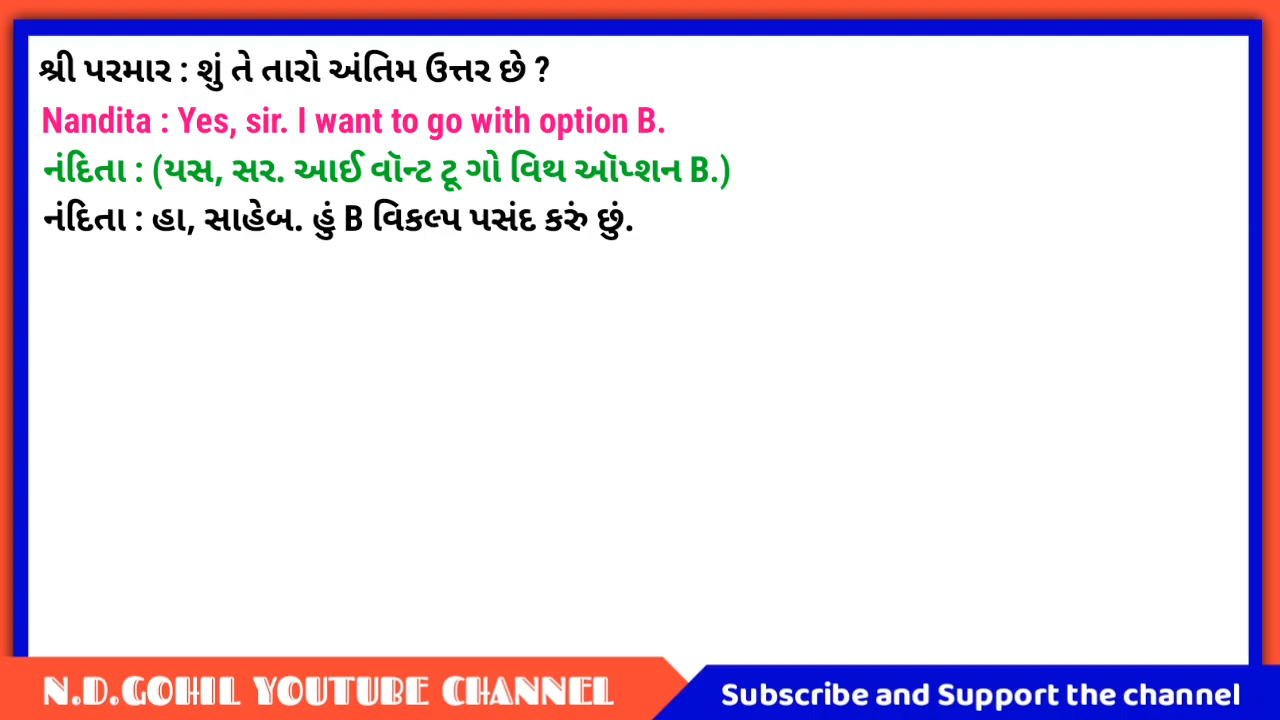 શ્રી પરમાર : શું તે તારો અંતિમ ઉત્તર છે ?
Nandita : Yes, sir. I want to go with option B.
નંદિતા : (યસ, સર. આઈ વૉન્ટ ટૂ ગો વિથ ઑપ્શન B.)
નંદિતા : હા, સાહેબ. હું B વિકલ્પ પસંદ કરું છું.
N.D.GOHIL YOUTUBE CHANNEL
Subscribe and Support the channel